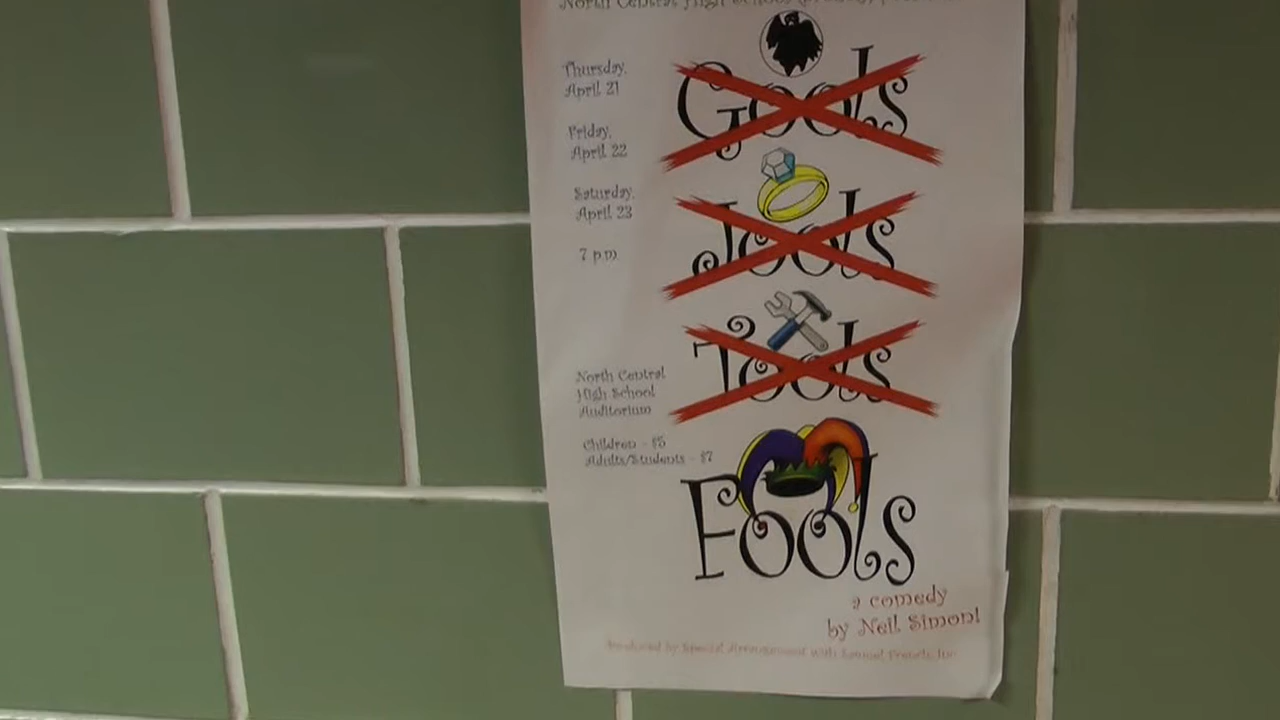 North Central High School
Thursday,
April 21
Friday,
April 22
Saturday,
April 23
7 p.m.
North Central
High School
Auditorium
Children - $5
Adults/Students - $7
Gools
Jools
Tools
Fools
a comedy
by Neil Simon!
Produced by Special Arrangement with Samuel French, Inc.